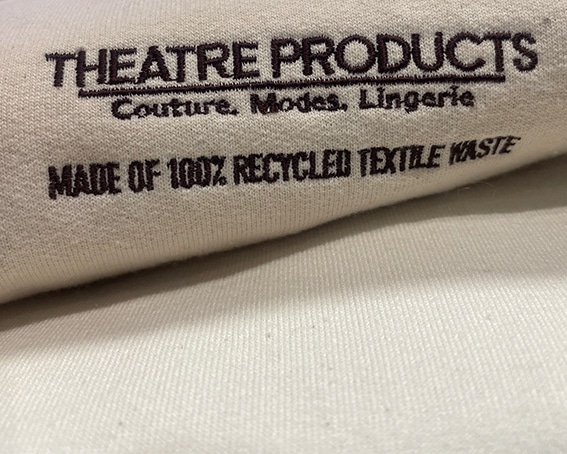 THEATRE PRODUCTS
Couture. Modes. Lingerie
MADE OF 100% RECYCLED TEXTILE WASTE